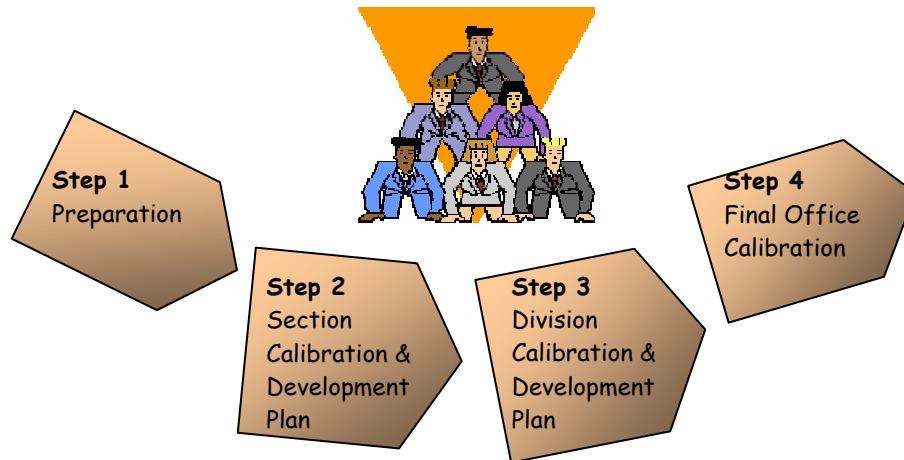 Step 1
Preparation
Step 2
Section
Calibration &
Development
Plan
Step 3
Division
Calibration &
Development
Plan
Step 4
Final Office
Calibration